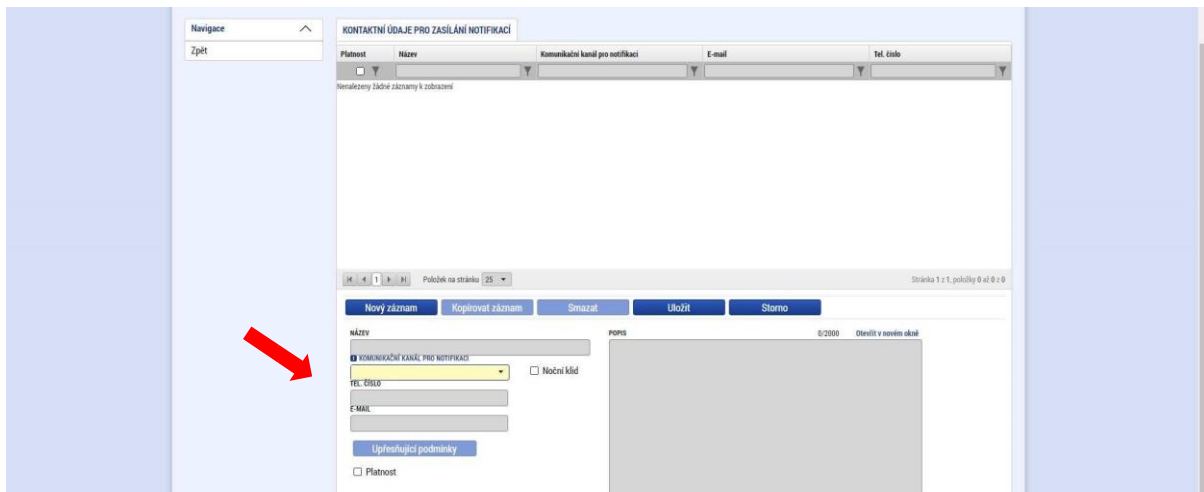 Navigace
Zpět
KONTAKTNÍ ÚDAJE PRO ZASÍLÁNÍ NOTIFIKACÍ
Platnost Název Komunikační kanál pro notifikaci E-mail Tel. číslo
Nenalezeny žádné záznamy k zobrazení
1 Položek na stránku 25 Stránka 1 z 1, položky 0 až 0 z 0
Nový záznam Kopírovat záznam Smazat Uložit Storno
NÁZEV POPIS 0/2000 Otevřít v novém okně
KOMUNIKAČNÍ KANÁL PRO NOTIFIKACI
Noční klid
TEL. ČÍSLO
E-MAIL
Upřesňující podmínky
Platnost